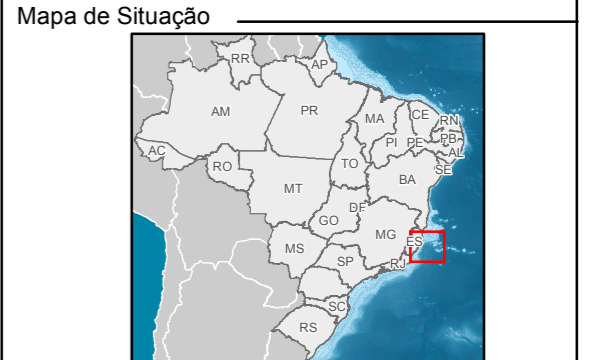 Mapa de Situação
RR
AP
AM
PR
MA
CE
RN
PI
PE
PB
AL
AC
RO
TO
SE
MT
BA
DF
GO
MG
ES
MS
SP
RJ
SC
RS